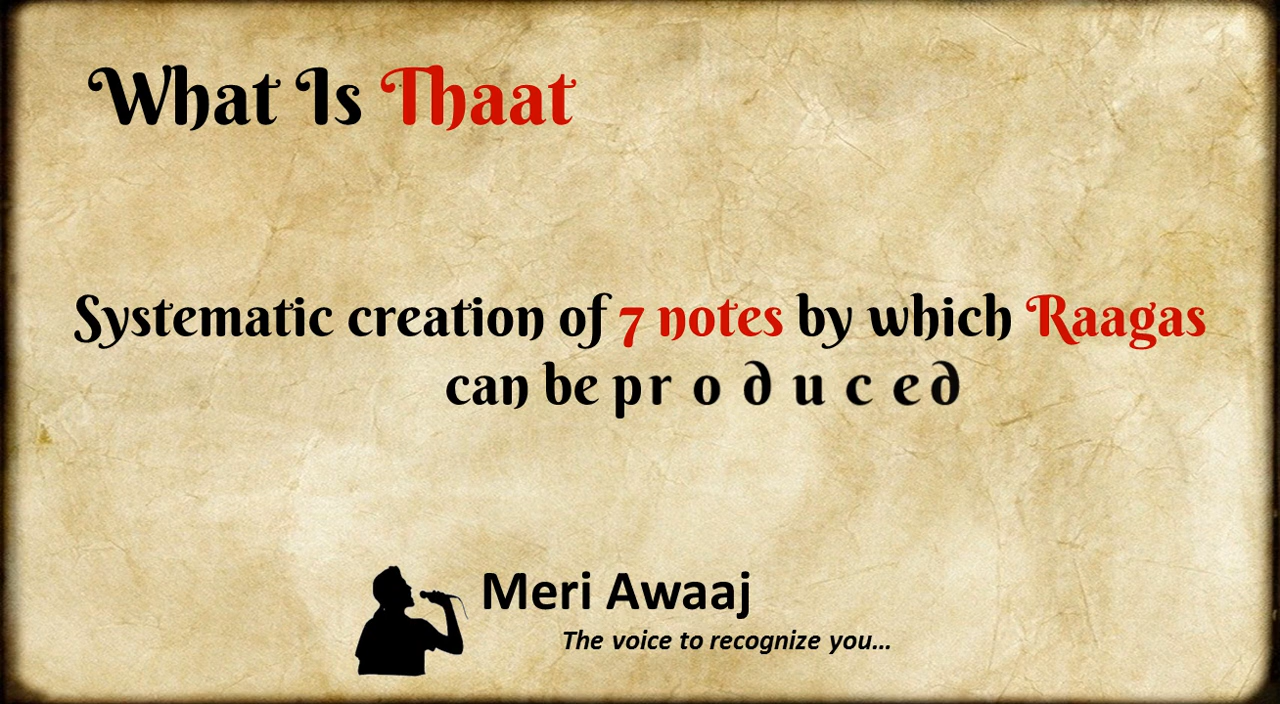 What Is Thaat
Systematic creation of 7 notes by which Raagas
can be produced
Meri Awaaj
The voice to recognize you...